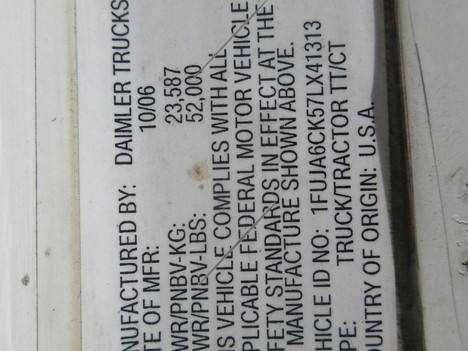 NUFACTURED BY: DAIMLER TRUCKS
TE OF MFR: 10/06
WR/PNBV-KG: 23,587
WR/PNBV-LBS: 52,000
IS VEHICLE COMPLIES WITH ALL
PLICABLE FEDERAL MOTOR VEHICLE
FETY STANDARDS IN EFFECT AT THE
MANUFACTURE SHOWN ABOVE.
HICLE ID NO: 1FUJA6CK57LX41313
PE: TRUCK/TRACTOR TT/CT
UNTRY OF ORIGIN: U.S.A.